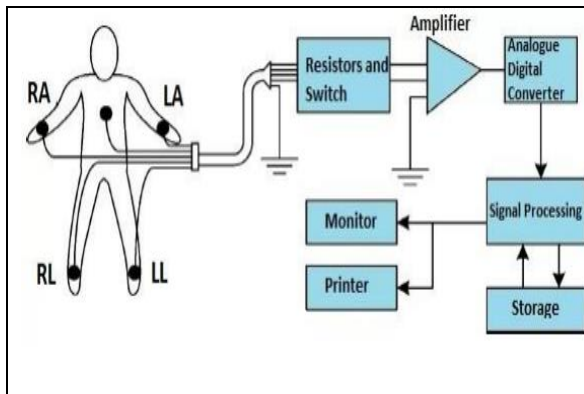 Amplifier
Resistors and
Switch
Analogue
Digital
Converter
RA
LA
Signal Processing
Monitor
RL
LL
Printer
Storage